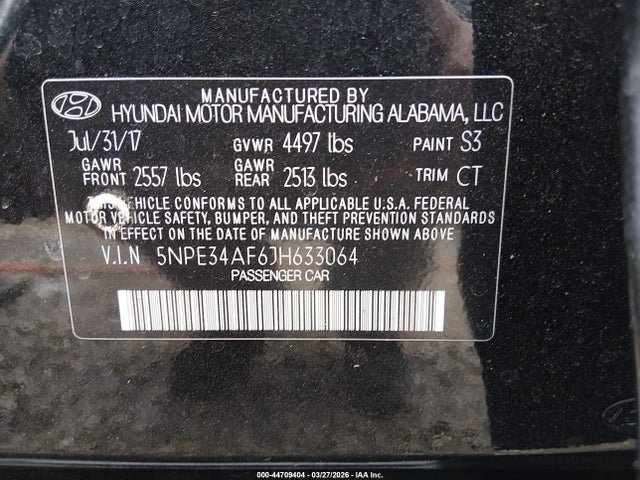 MANUFACTURED BY
HYUNDAI MOTOR MANUFACTURING ALABAMA, LLC
Jul/31/17 GVWR 4497 lbs PAINT S3
GAWR FRONT 2557 lbs GAWR REAR 2513 lbs TRIM CT
THIS VEHICLE CONFORMS TO ALL APPLICABLE U.S.A. FEDERAL
MOTOR VEHICLE SAFETY, BUMPER, AND THEFT PREVENTION STANDARDS
IN EFFECT ON THE DATE OF MANUFACTURE SHOWN ABOVE
V.I.N 5NPE34AF6JH633064
PASSENGER CAR
000-44709404 - 03/27/2026 - IAA Inc.